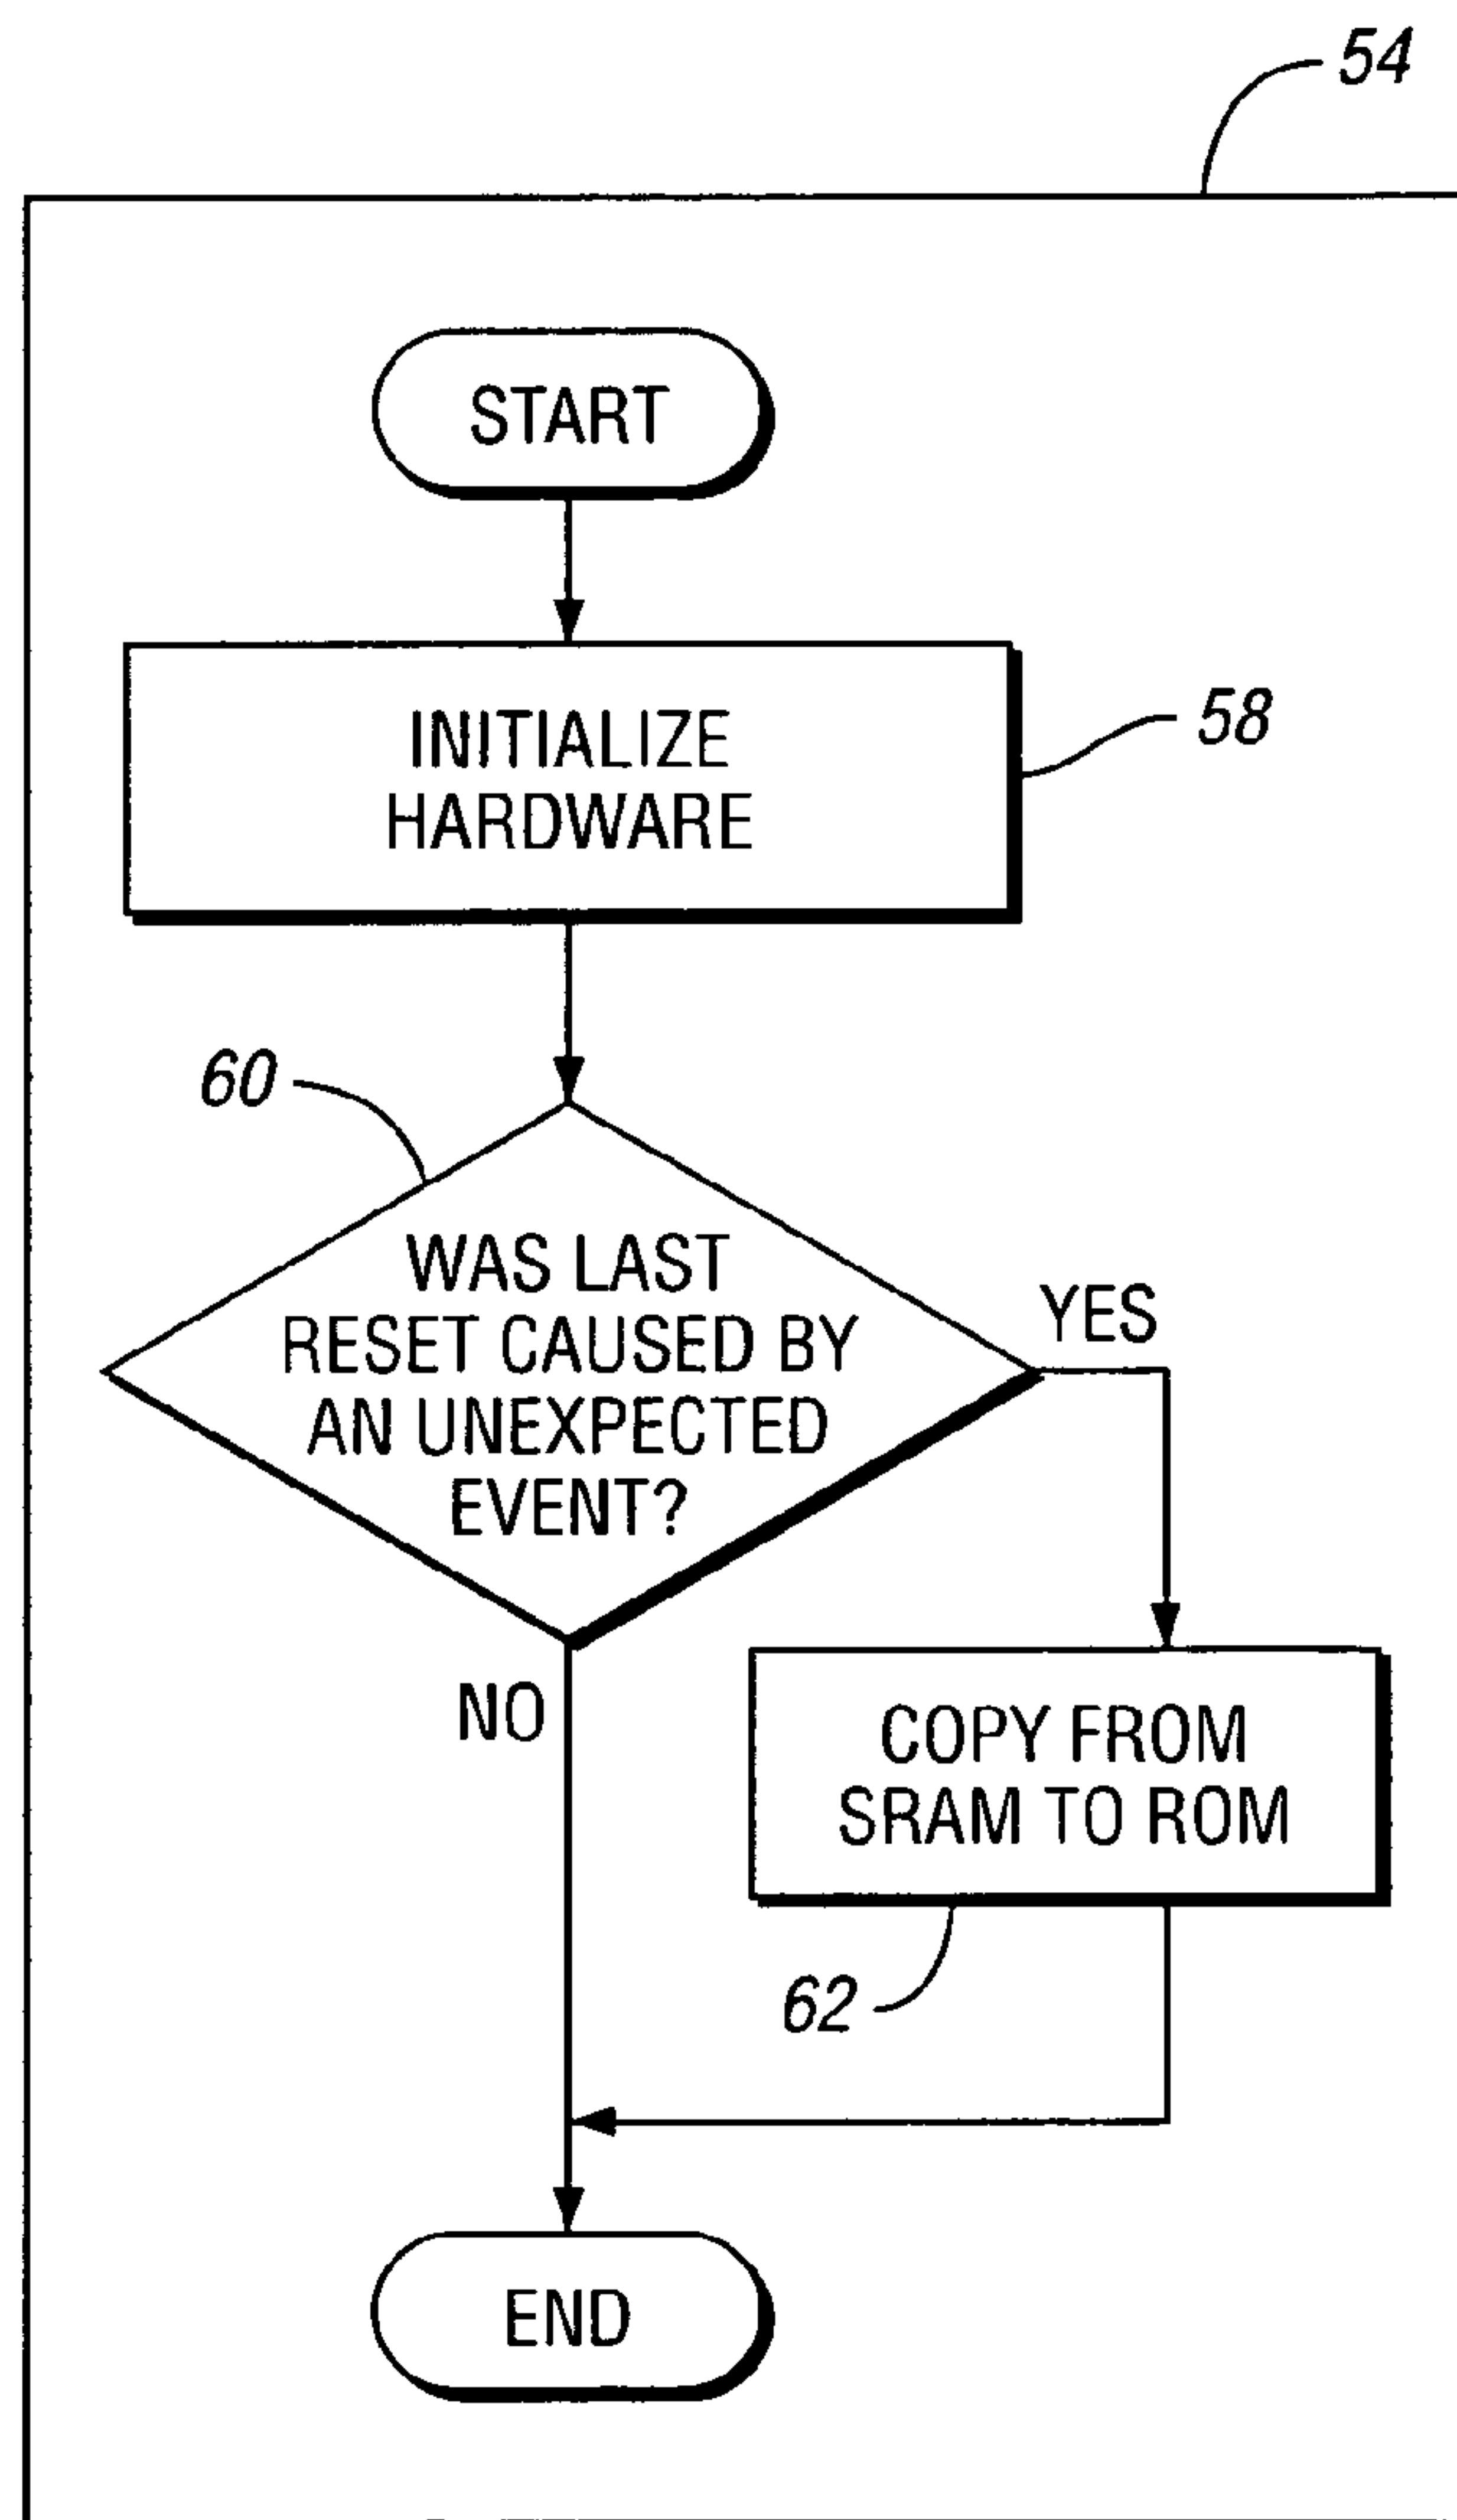 54
START
INITIALIZE
HARDWARE
58
60
WAS LAST
RESET CAUSED BY
AN UNEXPECTED
EVENT?
YES
NO
COPY FROM
SRAM TO ROM
62
END